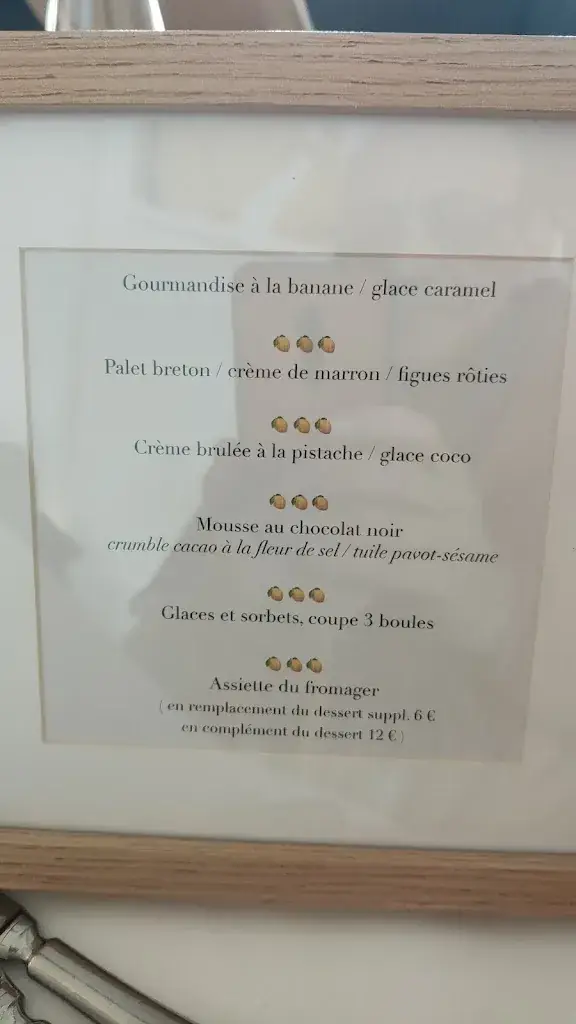 Gourmandise à la banane / glace caramel
Palet breton / crème de marron / figues rôties
Crème brulée à la pistache / glace coco
Mousse au chocolat noir
crumble cacao à la fleur de sel / tuile pavot-sésame
Glaces et sorbets, coupe 3 boules
Assiette du fromager
( en remplacement du dessert suppl. 6 €
en complément du dessert 12 € )